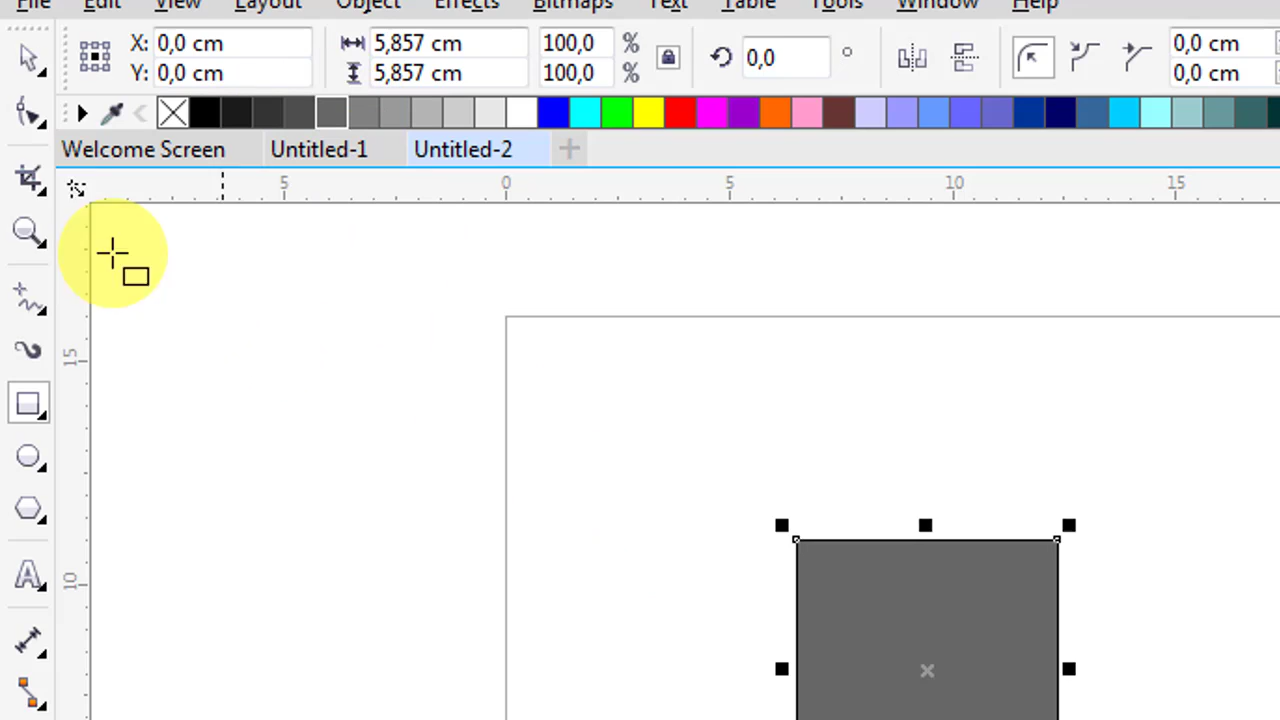 File Edit View Layout Object Effects Bitmaps Text Table Tools Window Help
X: 0,0 cm 5,857 cm 100,0 % 0,0 ° 0,0 cm
Y: 0,0 cm 5,857 cm 100,0 % 0,0 cm
Welcome Screen Untitled-1 Untitled-2
5 0 5 10 15
15
10